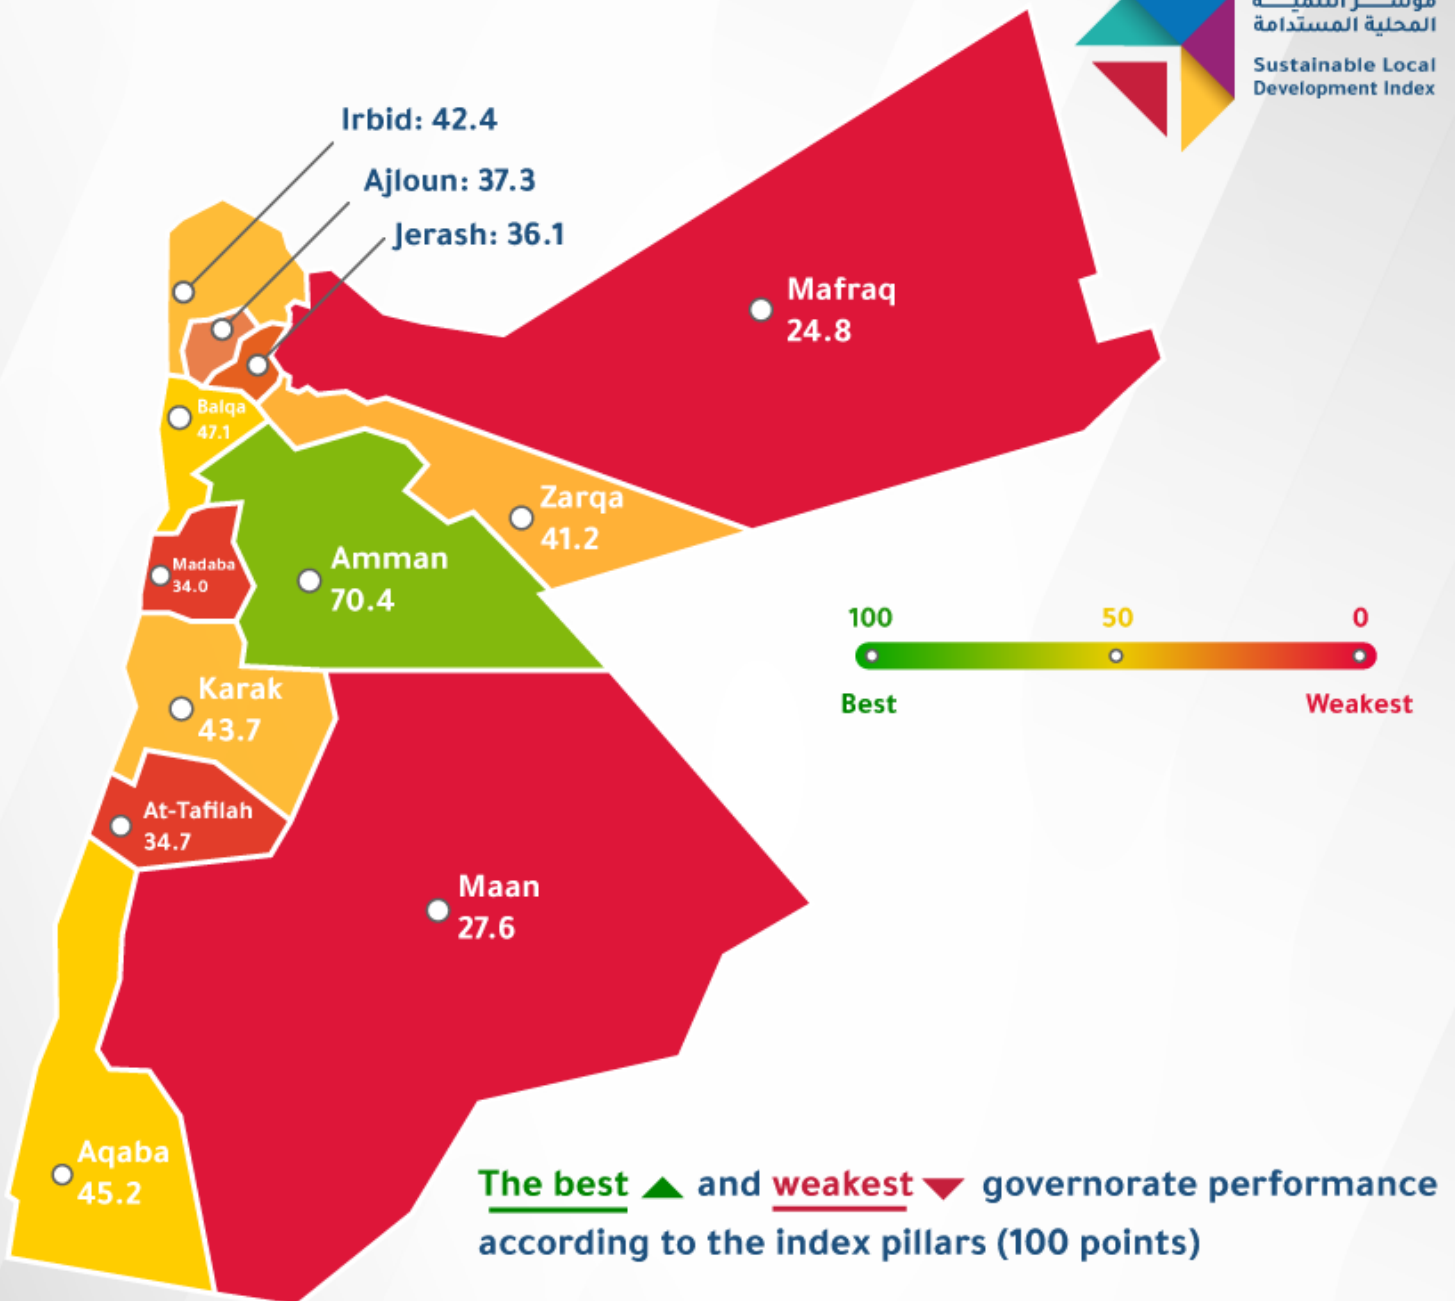 مؤشر التنمية
المحلية المستدامة
Sustainable Local
Development Index
Irbid: 42.4
Ajloun: 37.3
Jerash: 36.1
Mafraq
24.8
Balqa
47.1
Zarqa
41.2
Amman
70.4
Madaba
34.0
100 50 0
Best Weakest
Karak
43.7
At-Tafilah
34.7
Maan
27.6
Aqaba
45.2
The best ▲ and weakest ▼ governorate performance
according to the index pillars (100 points)